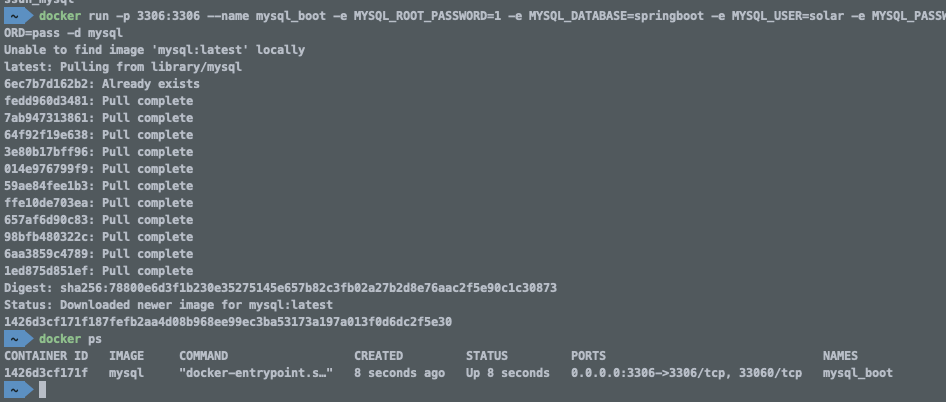 ssun_mysql
~ docker run -p 3306:3306 --name mysql_boot -e MYSQL_ROOT_PASSWORD=1 -e MYSQL_DATABASE=springboot -e MYSQL_USER=solar -e MYSQL_PASSW
ORD=pass -d mysql
Unable to find image 'mysql:latest' locally
latest: Pulling from library/mysql
6ec7b7d162b2: Already exists
fedd960d3481: Pull complete
7ab947313861: Pull complete
64f92f19e638: Pull complete
3e80b17bff96: Pull complete
014e976799f9: Pull complete
59ae84fee1b3: Pull complete
ffe10de703ea: Pull complete
657af6d90c83: Pull complete
98bfb480322c: Pull complete
6aa3859c4789: Pull complete
1ed875d851ef: Pull complete
Digest: sha256:78800e6d3f1b230e35275145e657b82c3fb02a27b2d8e76aac2f5e90c1c30873
Status: Downloaded newer image for mysql:latest
1426d3cf171f187fefb2aa4d08b968ee99ec3ba53173a197a013f0d6dc2f5e30
~ docker ps
CONTAINER ID IMAGE COMMAND CREATED STATUS PORTS NAMES
1426d3cf171f mysql "docker-entrypoint.s…" 8 seconds ago Up 8 seconds 0.0.0.0:3306->3306/tcp, 33060/tcp mysql_boot
~